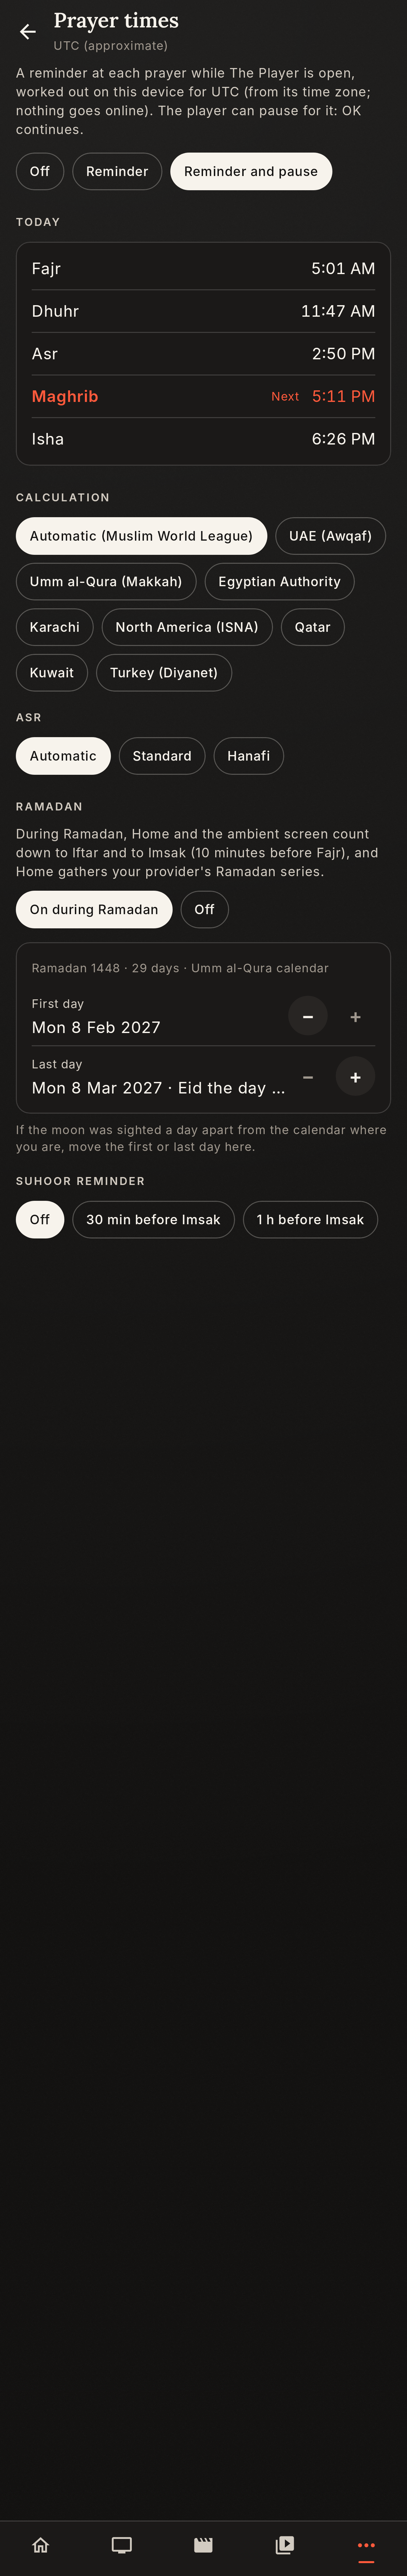 Prayer times
UTC (approximate)
A reminder at each prayer while The Player is open,
worked out on this device for UTC (from its time zone;
nothing goes online). The player can pause for it: OK
continues.
Off
Reminder
Reminder and pause
TODAY
Fajr 5:01 AM
Dhuhr 11:47 AM
Asr 2:50 PM
Maghrib Next 5:11 PM
Isha 6:26 PM
CALCULATION
Automatic (Muslim World League)
UAE (Awqaf)
Umm al-Qura (Makkah)
Egyptian Authority
Karachi
North America (ISNA)
Qatar
Kuwait
Turkey (Diyanet)
ASR
Automatic
Standard
Hanafi
RAMADAN
During Ramadan, Home and the ambient screen count
down to Iftar and to Imsak (10 minutes before Fajr), and
Home gathers your provider's Ramadan series.
On during Ramadan
Off
Ramadan 1448 · 29 days · Umm al-Qura calendar
First day
Mon 8 Feb 2027
− +
Last day
Mon 8 Mar 2027 · Eid the day ...
− +
If the moon was sighted a day apart from the calendar where
you are, move the first or last day here.
SUHOOR REMINDER
Off
30 min before Imsak
1 h before Imsak